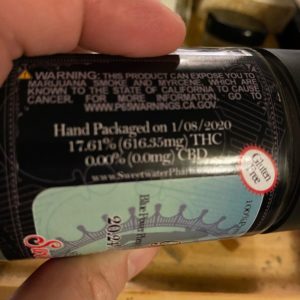 ⚠ WARNING: THIS PRODUCT CAN EXPOSE YOU TO
MARIJUANA SMOKE AND MYRCENE WHICH ARE
KNOWN TO THE STATE OF CALIFORNIA TO CAUSE
CANCER. FOR MORE INFORMATION GO TO
WWW.P65WARNINGS.CA.GOV.
Hand Packaged on 1/08/2020
17.61% (616.35mg) THC
0.00% (0.0mg) CBD
Gluten
Free